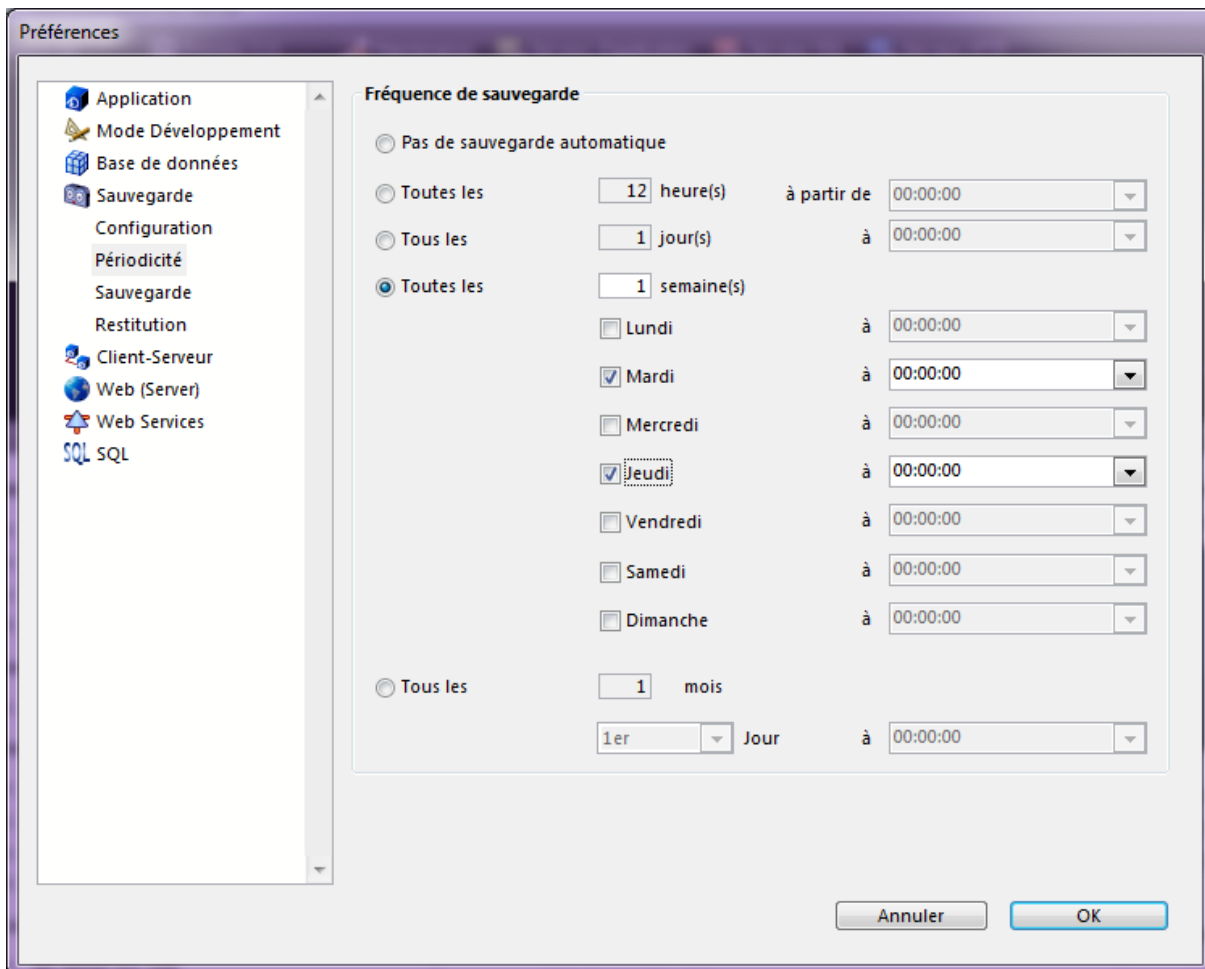 Préférences
Application
Mode Développement
Base de données
Sauvegarde
Configuration
Périodicité
Sauvegarde
Restitution
Client-Serveur
Web (Server)
Web Services
SQL SQL
Fréquence de sauvegarde
Pas de sauvegarde automatique
Toutes les 12 heure(s) à partir de 00:00:00
Tous les 1 jour(s) à 00:00:00
Toutes les 1 semaine(s)
Lundi à 00:00:00
Mardi à 00:00:00
Mercredi à 00:00:00
Jeudi à 00:00:00
Vendredi à 00:00:00
Samedi à 00:00:00
Dimanche à 00:00:00
Tous les 1 mois
1er Jour à 00:00:00
Annuler OK